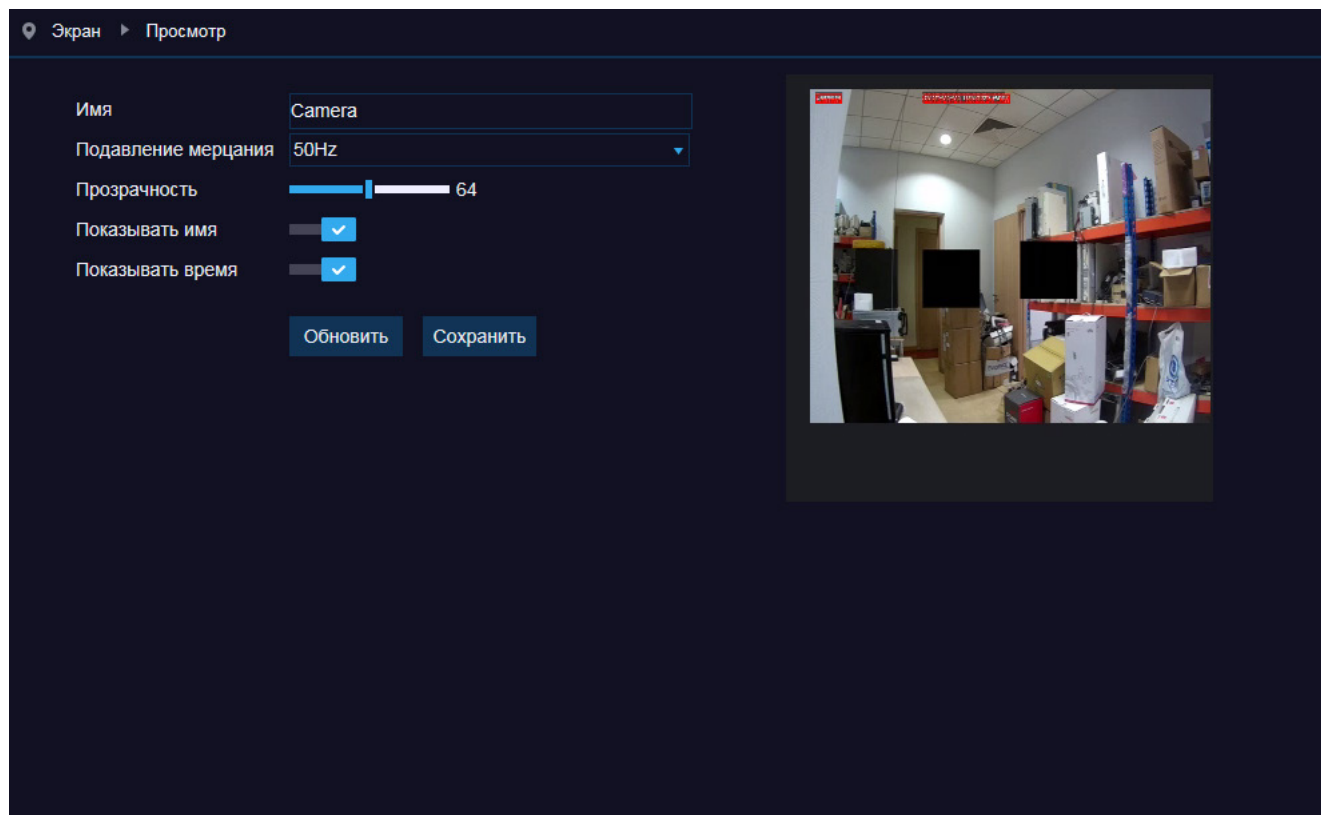 Экран Просмотр
Имя Camera
Подавление мерцания 50Hz
Прозрачность 64
Показывать имя
Показывать время
Обновить Сохранить